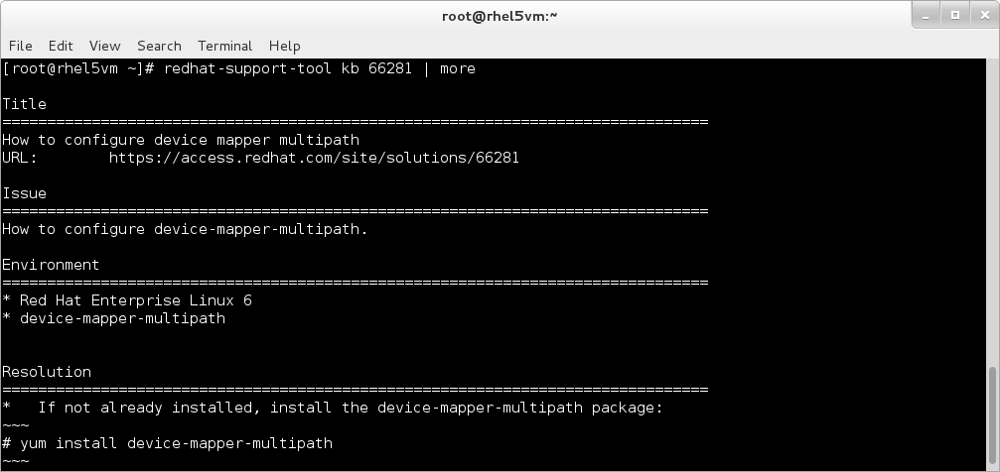 root@rhel5vm:~
File Edit View Search Terminal Help
[root@rhel5vm ~]# redhat-support-tool kb 66281 | more
Title
===============================================================================
How to configure device mapper multipath
URL:        https://access.redhat.com/site/solutions/66281
Issue
===============================================================================
How to configure device-mapper-multipath.
Environment
===============================================================================
* Red Hat Enterprise Linux 6
* device-mapper-multipath
Resolution
===============================================================================
*   If not already installed, install the device-mapper-multipath package:
~~~
# yum install device-mapper-multipath
~~~